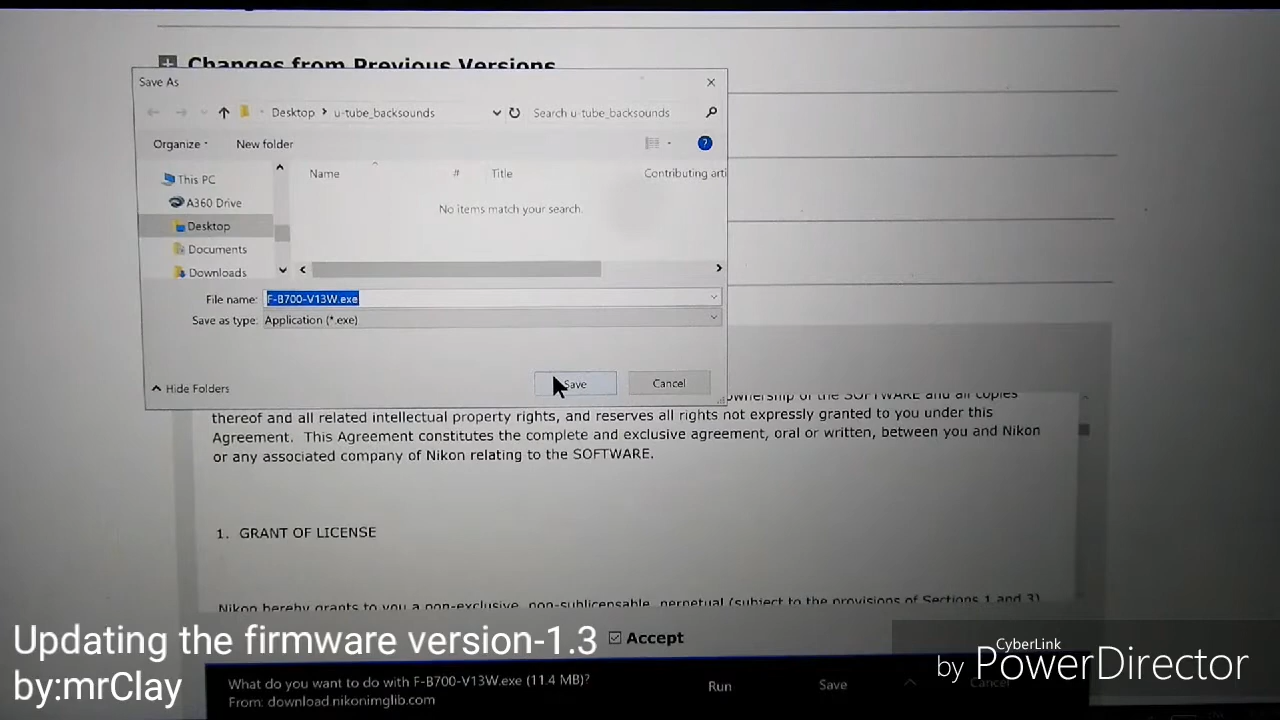 Changes from Previous Versions
Save As
Desktop > u-tube_backsounds
Search u-tube_backsounds
Organize
New folder
?
Name
#
Title
Contributing arti
This PC
A360 Drive
No items match your search.
Desktop
Documents
Downloads
File name: F-B700-V13W.exe
Save as type: Application (*.exe)
Hide Folders
Save
Cancel
ownership of the SOFTWARE and all copies
thereof and all related intellectual property rights, and reserves all rights not expressly granted to you under this
Agreement. This Agreement constitutes the complete and exclusive agreement, oral or written, between you and Nikon
or any associated company of Nikon relating to the SOFTWARE.
1. GRANT OF LICENSE
Nikon hereby grants to you a non-exclusive, non-sublicensable, perpetual (subject to the provisions of Sections 1 and 3)
Accept
Updating the firmware version-1.3
by:mrClay
CyberLink
by PowerDirector
What do you want to do with F-B700-V13W.exe (11.4 MB)?
From: download nikonimglib.com
Run
Save
Cancel